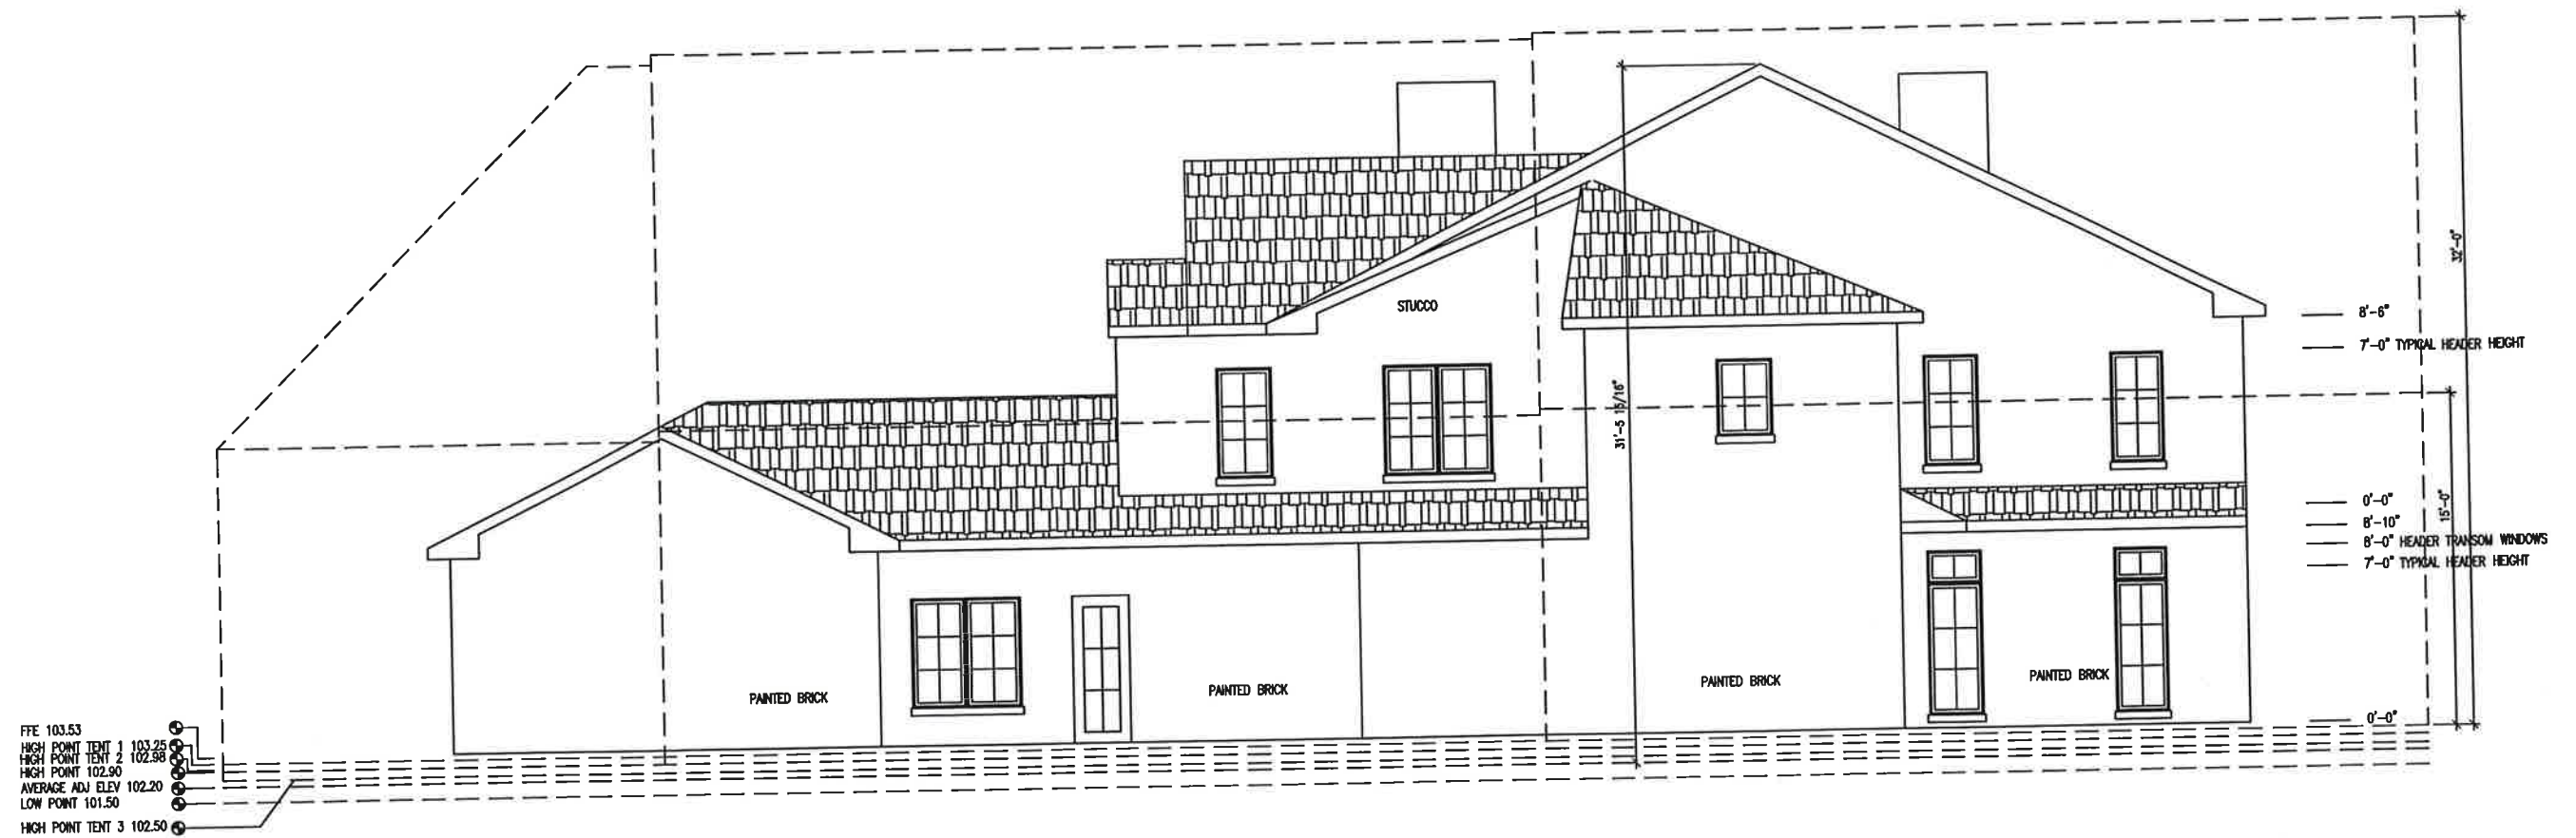 32'-0"
STUCCO
8'-6"
7'-0" TYPICAL HEADER HEIGHT
31'-5 15/16"
0'-0"
15'-0"
8'-10"
8'-0" HEADER TRANSOM WINDOWS
7'-0" TYPICAL HEADER HEIGHT
PAINTED BRICK
PAINTED BRICK
PAINTED BRICK
PAINTED BRICK
0'-0"
FFE 103.53
HIGH POINT TENT 1 103.25
HIGH POINT TENT 2 102.98
HIGH POINT 102.90
AVERAGE ADJ ELEV 102.20
LOW POINT 101.50
HIGH POINT TENT 3 102.50